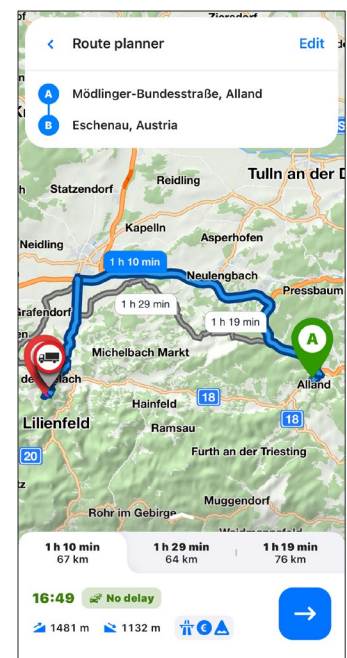 Ziersdorf
Route planner
Edit
A
Mödlinger-Bundesstraße, Alland
B
Eschenau, Austria
Statzendorf
Reidling
Tulln an der D
Kapelln
Asperhofen
Neidling
1 h 10 min
Neulengbach
Pressbaum
1 h 29 min
1 h 19 min
A
Michelbach Markt
Alland
Hainfeld
18
18
Lilienfeld
Ramsau
20
Furth an der Triesting
Muggendorf
Rohr im Gebirge
1 h 10 min
67 km
1 h 29 min
64 km
1 h 19 min
76 km
16:49
No delay
1481 m
1132 m